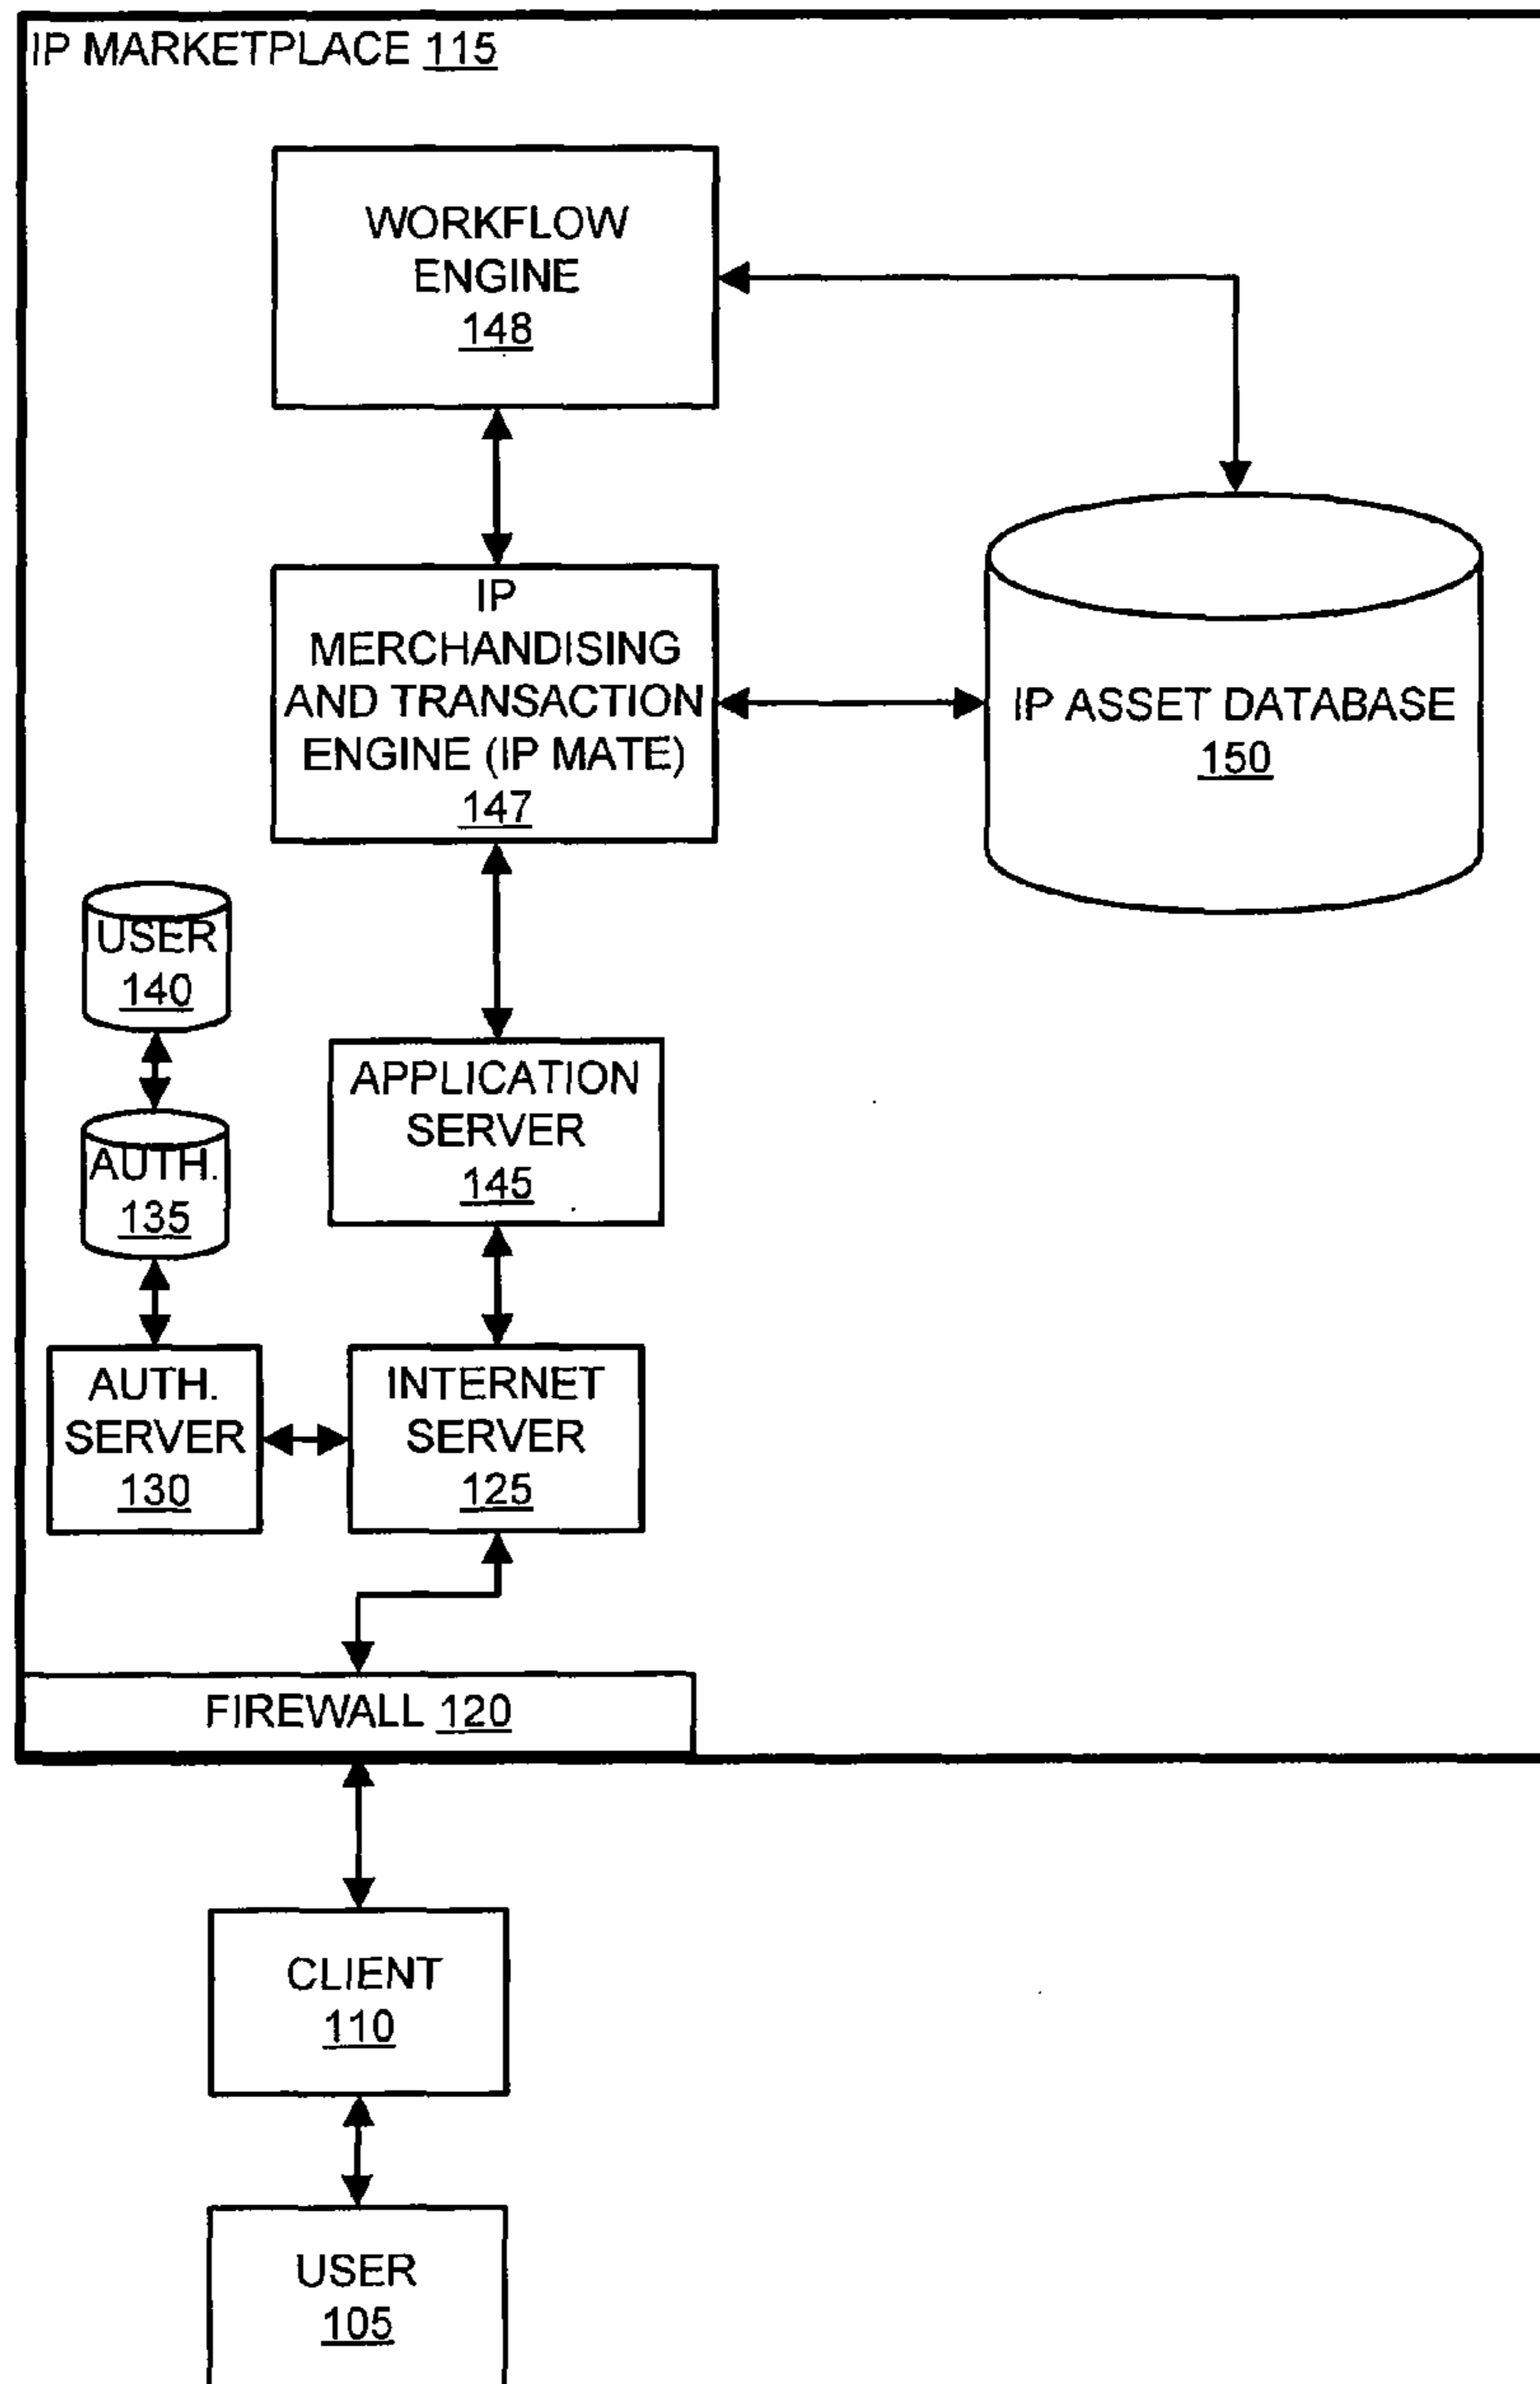 IP MARKETPLACE 115
WORKFLOW
ENGINE
148
IP
MERCHANDISING
AND TRANSACTION
ENGINE (IP MATE)
147
IP ASSET DATABASE
150
USER
140
AUTH.
135
APPLICATION
SERVER
145
AUTH.
SERVER
130
INTERNET
SERVER
125
FIREWALL 120
CLIENT
110
USER
105